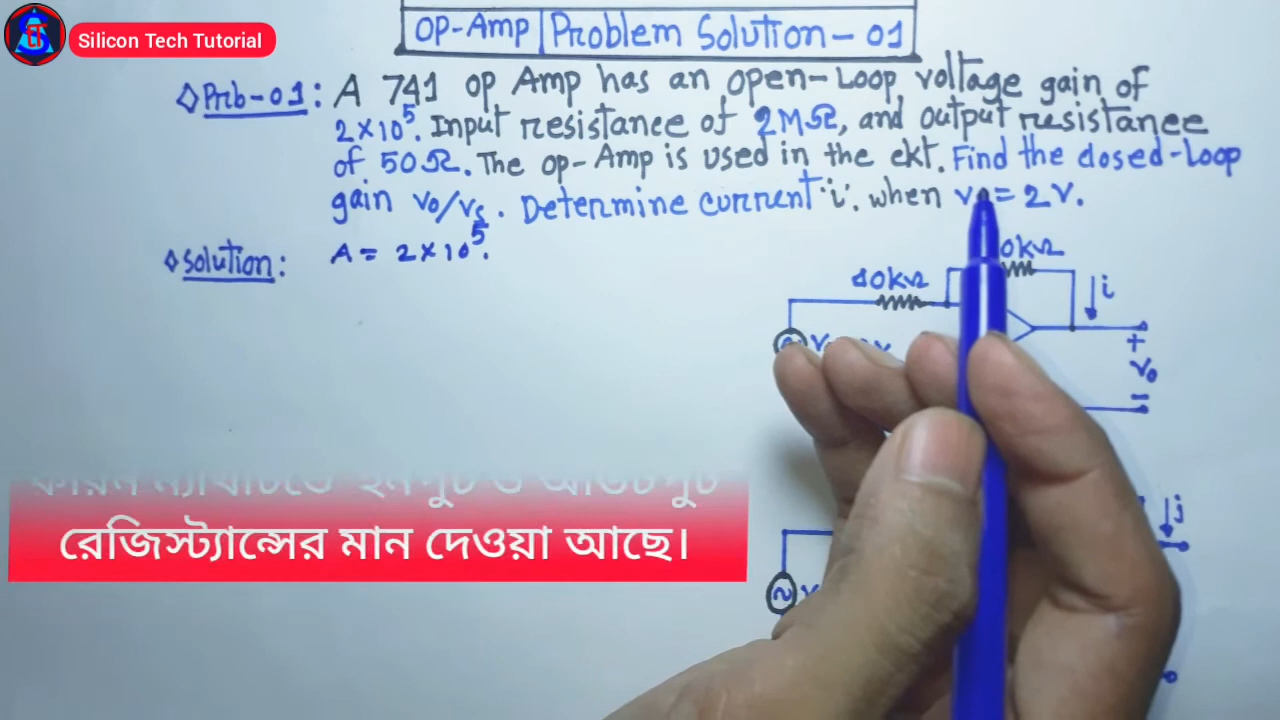 Silicon Tech Tutorial
OP-Amp | Problem Solution-01
Prb-01: A 741 op Amp has an open-Loop voltage gain of
2×10⁵. Input resistance of 2MΩ, and output resistance
of 50Ω. The op-Amp is used in the ckt. Find the closed-Loop
gain vo/vs. Determine current 'i'. when v = 2 V.
Solution: A = 2×10⁵.
0kΩ
10kΩ
i
+
vo
-
রেজিস্ট্যান্সের মান দেওয়া আছে।
j